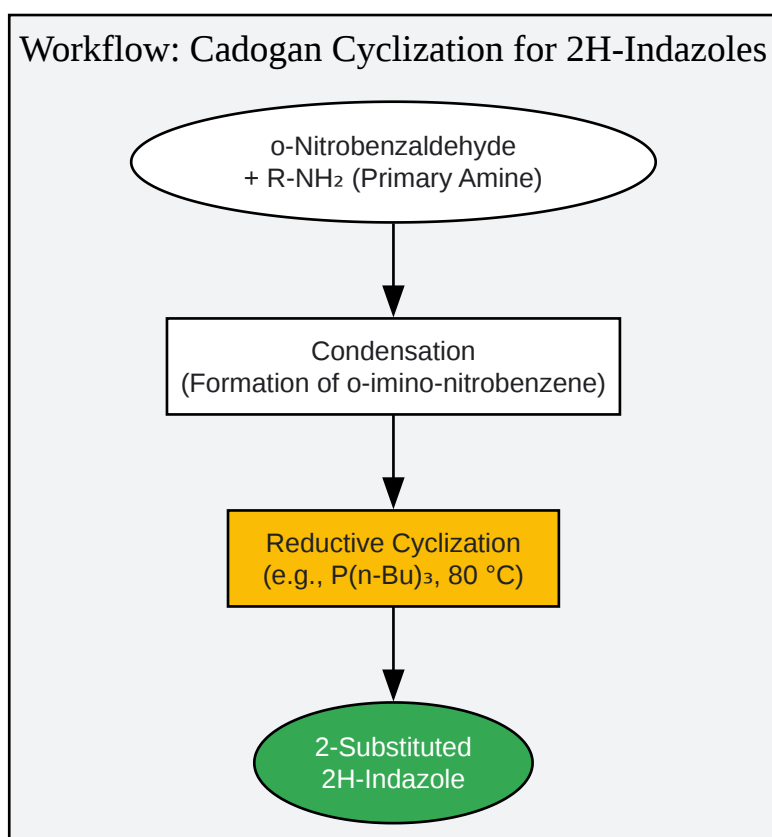 Workflow: Cadogan Cyclization for 2H-Indazoles
o-Nitrobenzaldehyde
+ R-NH₂ (Primary Amine)
Condensation
(Formation of o-imino-nitrobenzene)
Reductive Cyclization
(e.g., P(n-Bu)₃, 80 °C)
2-Substituted
2H-Indazole